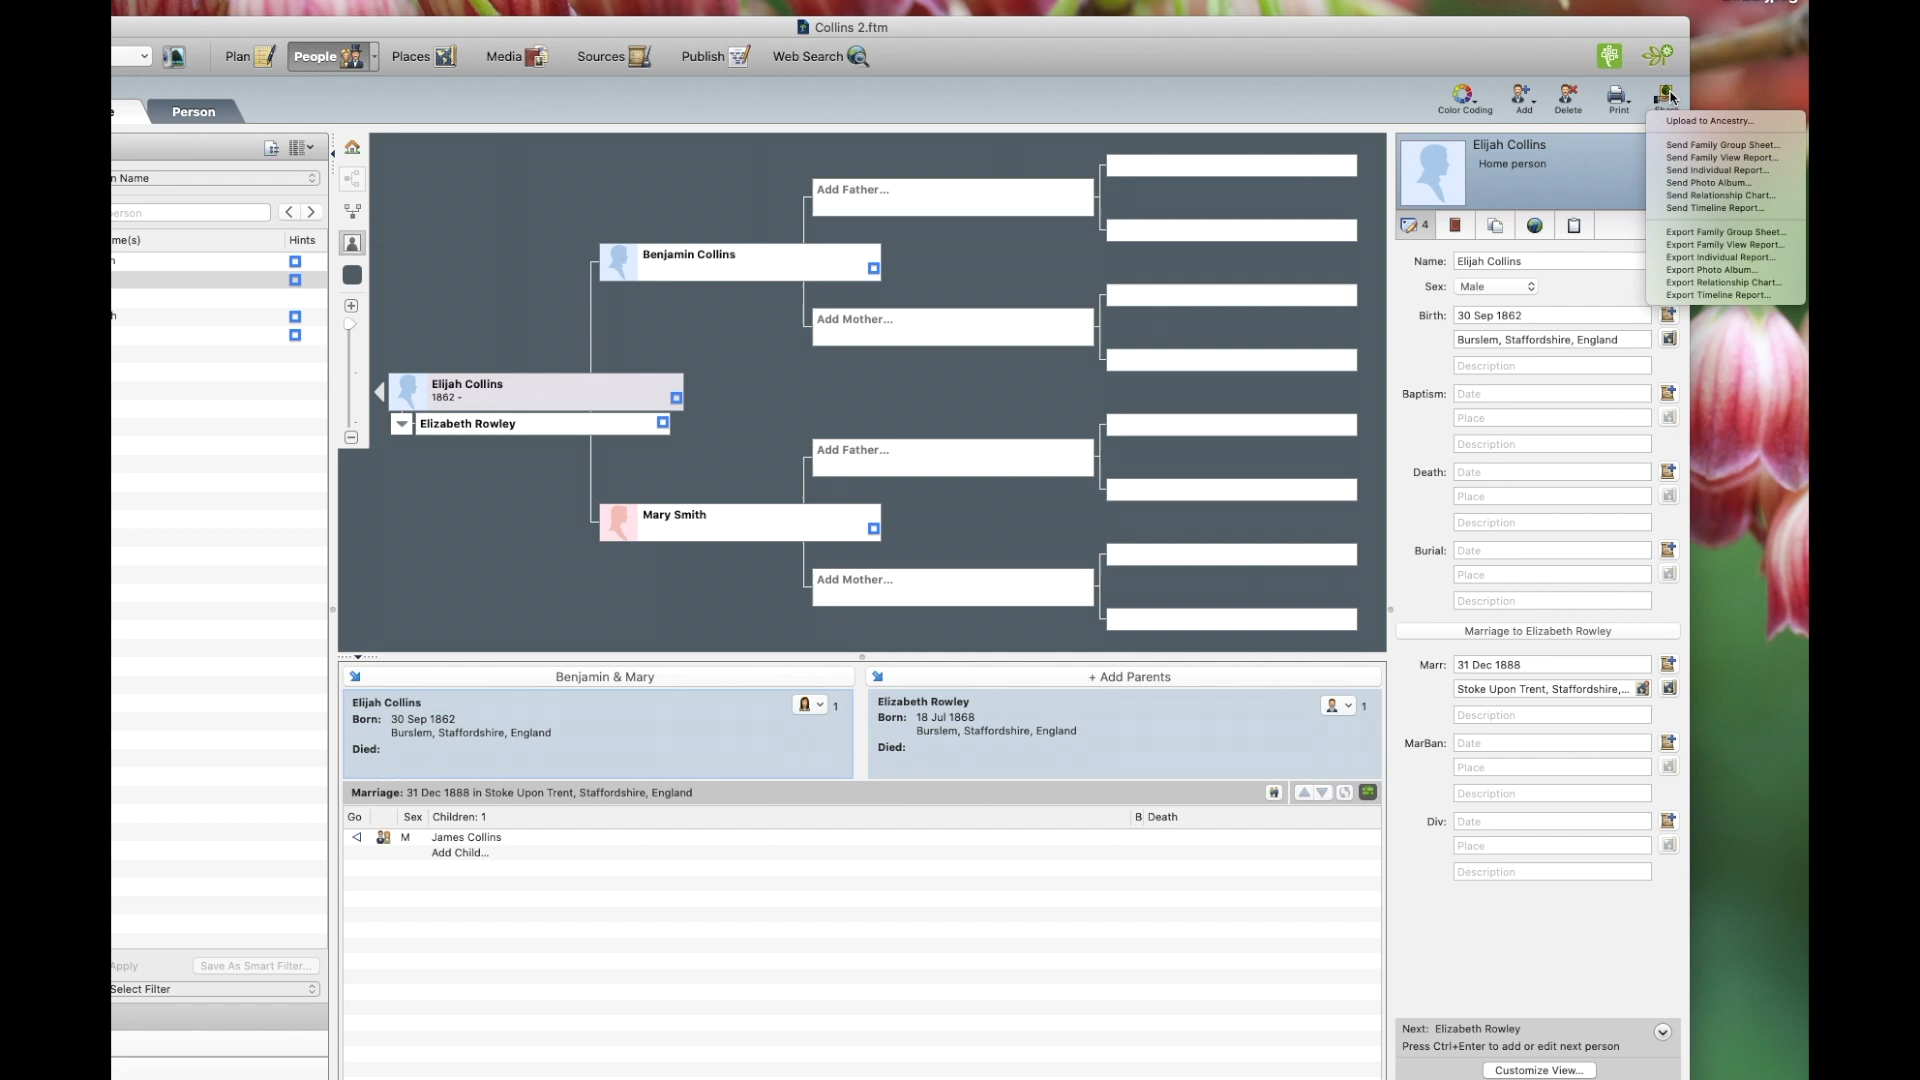 Collins 2.ftm
Plan
People
Places
Media
Sources
Publish
Web Search
Person
Color Coding
Add
Delete
Print
Upload to Ancestry...
Send Family Group Sheet...
Send Family View Report...
Send Individual Report...
Send Photo Album...
Send Relationship Chart...
Send Timeline Report...
Export Family Group Sheet...
Export Family View Report...
Export Individual Report...
Export Photo Album...
Export Relationship Chart...
Export Timeline Report...
n Name
erson
me(s)
Hints
n
h
Apply
Save As Smart Filter...
Select Filter
Add Father...
Benjamin Collins
Add Mother...
Elijah Collins
1862 -
Elizabeth Rowley
Add Father...
Mary Smith
Add Mother...
Benjamin & Mary
+ Add Parents
Elijah Collins
Born: 30 Sep 1862
Burslem, Staffordshire, England
Died:
1
Elizabeth Rowley
Born: 18 Jul 1868
Burslem, Staffordshire, England
Died:
1
Marriage: 31 Dec 1888 in Stoke Upon Trent, Staffordshire, England
Go
Sex
Children: 1
B
Death
M
James Collins
Add Child...
Elijah Collins
Home person
4
Name: Elijah Collins
Sex: Male
Birth: 30 Sep 1862
Burslem, Staffordshire, England
Description
Baptism: Date
Place
Description
Death: Date
Place
Description
Burial: Date
Place
Description
Marriage to Elizabeth Rowley
Marr: 31 Dec 1888
Stoke Upon Trent, Staffordshire,...
Description
MarBan: Date
Place
Description
Div: Date
Place
Description
Next: Elizabeth Rowley
Press Ctrl+Enter to add or edit next person
Customize View...